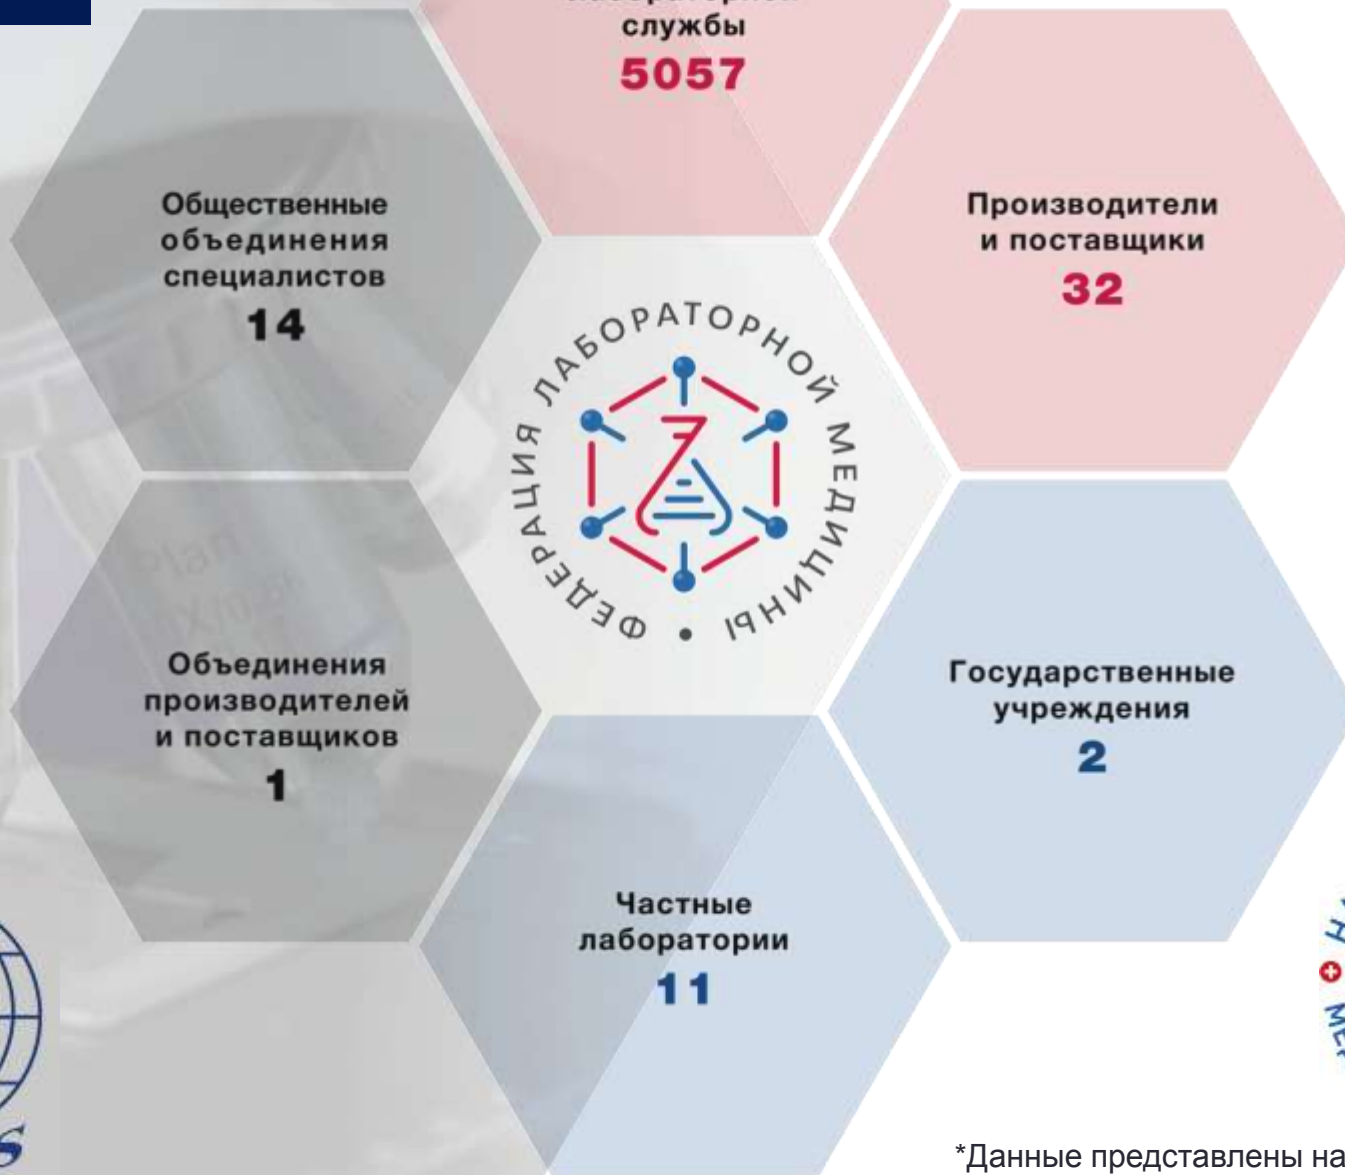 службы
5057
Общественные
объединения
специалистов
14
Производители
и поставщики
32
ФЕДЕРАЦИЯ ЛАБОРАТОРНОЙ МЕДИЦИНЫ
Объединения
производителей
и поставщиков
1
Государственные
учреждения
2
Частные
лаборатории
11
*Данные представлены на